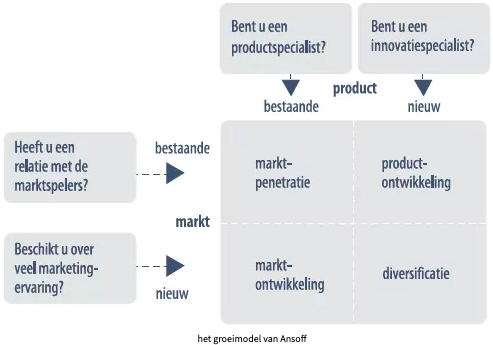 Bent u een
productspecialist?
Bent u een
innovatiespecialist?
product
bestaande
nieuw
Heeft u een
relatie met de
marktspelers?
bestaande
markt-
penetratie
product-
ontwikkeling
markt
Beschikt u over
veel marketing-
ervaring?
nieuw
markt-
ontwikkeling
diversificatie
het groeimodel van Ansoff